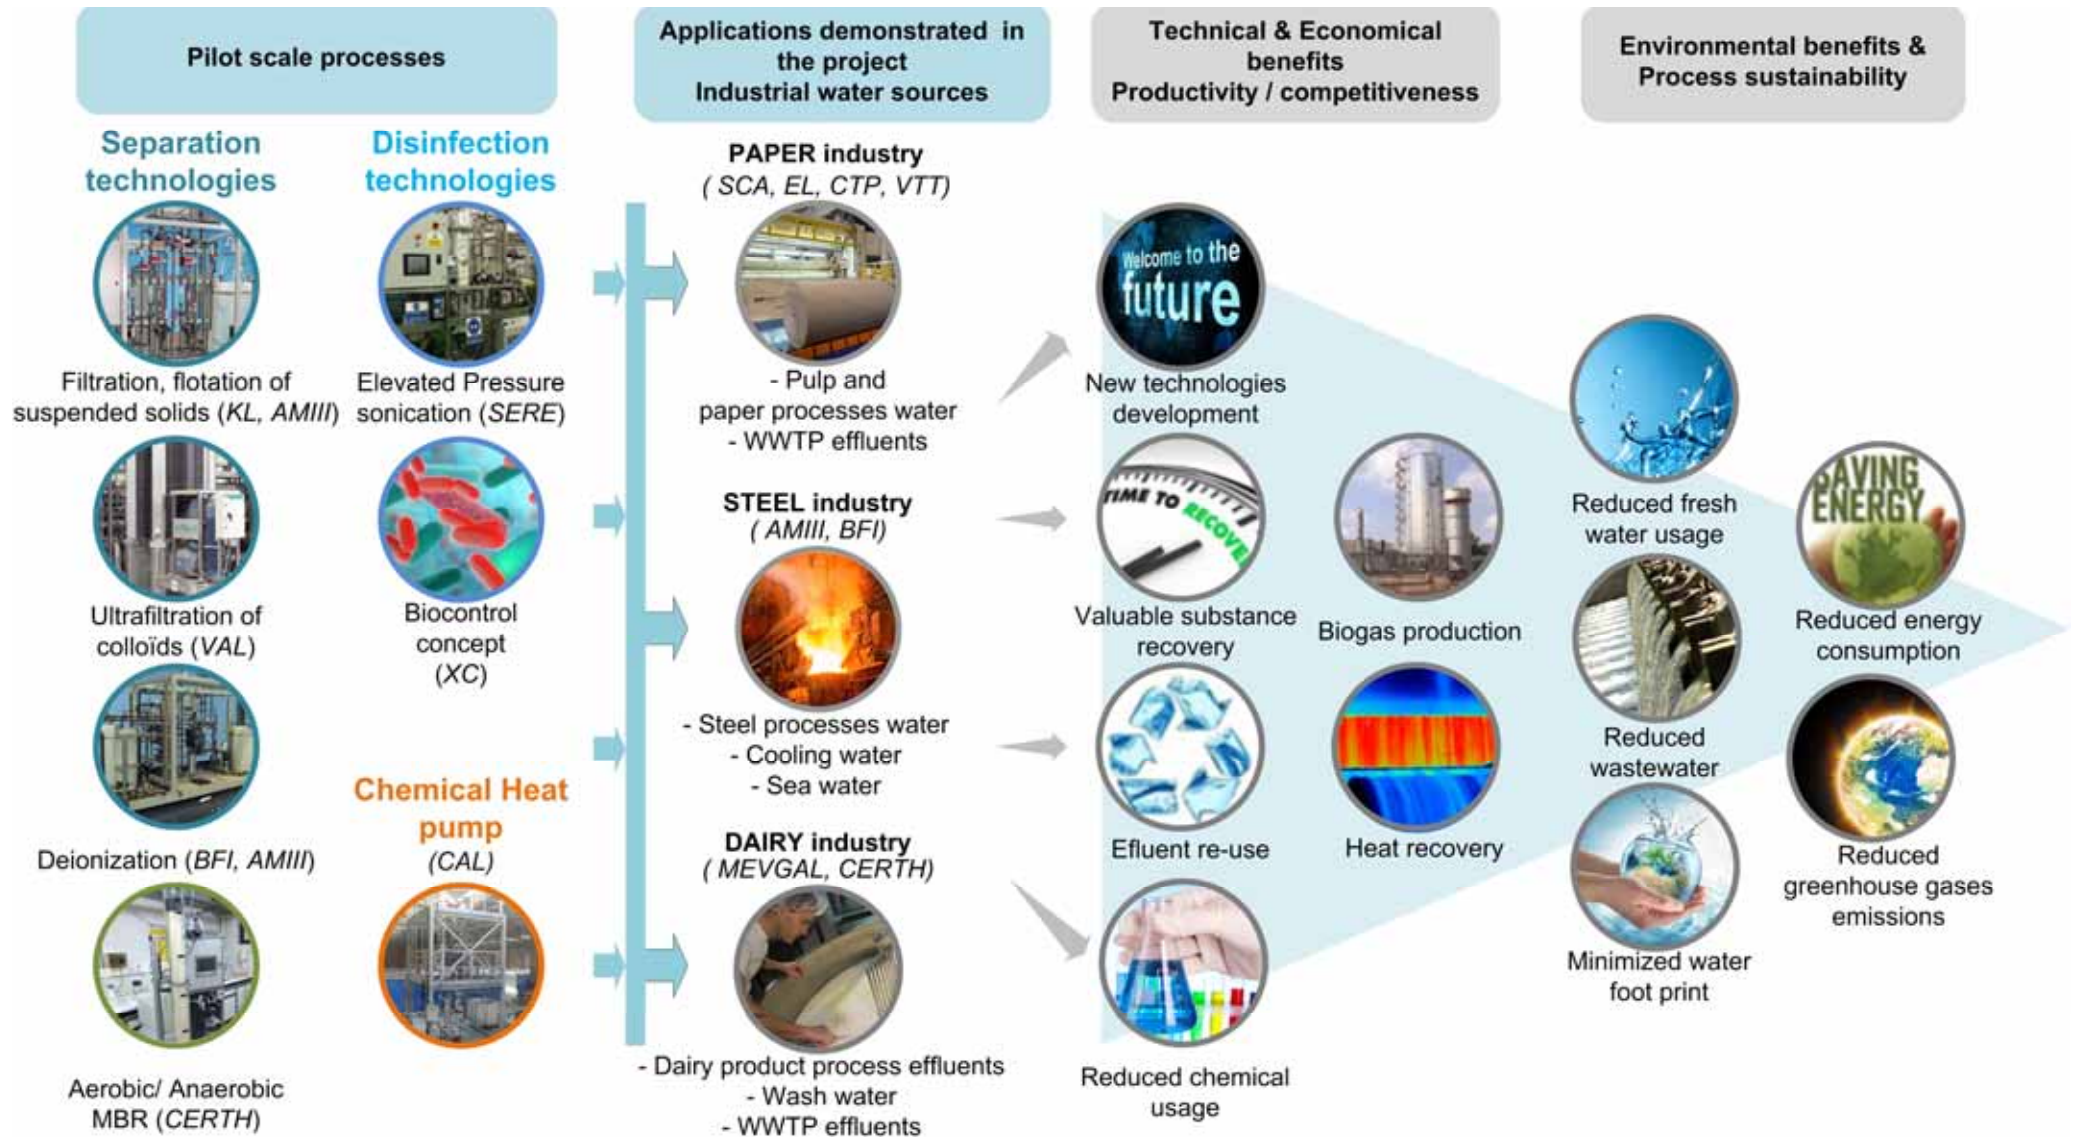 Pilot scale processes
Separation
technologies
Filtration, flotation of
suspended solids (KL, AMIII)
Ultrafiltration of
colloïds (VAL)
Deionization (BFI, AMIII)
Aerobic/ Anaerobic
MBR (CERTH)
Disinfection
technologies
Elevated Pressure
sonication (SERE)
Biocontrol
concept
(XC)
Chemical Heat
pump
(CAL)
Applications demonstrated in
the project
Industrial water sources
PAPER industry
( SCA, EL, CTP, VTT)
- Pulp and
paper processes water
- WWTP effluents
STEEL industry
( AMIII, BFI)
- Steel processes water
- Cooling water
- Sea water
DAIRY industry
( MEVGAL, CERTH)
- Dairy product process effluents
- Wash water
- WWTP effluents
Technical & Economical
benefits
Productivity / competitiveness
Welcome to the
future
New technologies
development
TIME TO RECOVE
Valuable substance
recovery
Biogas production
Efluent re-use
Heat recovery
Reduced chemical
usage
Environmental benefits &
Process sustainability
Reduced fresh
water usage
SAVING
ENERGY
Reduced energy
consumption
Reduced
wastewater
Reduced
greenhouse gases
emissions
Minimized water
foot print